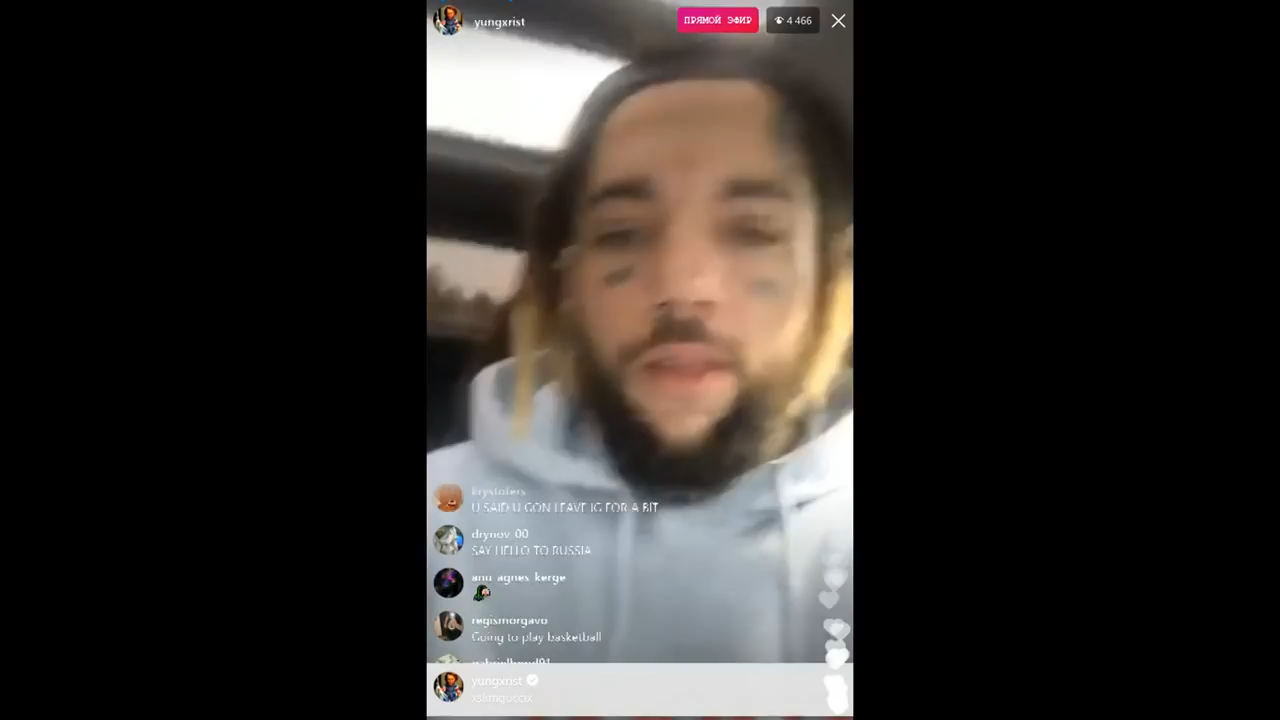 yungxrist
ПРЯМОЙ ЭФИР
4 466
krystofers
U SAID U GON LEAVE IG FOR A BIT
drynov_00
SAY HELLO TO RUSSIA
anu_agnes_kerge
regismorgavo
Going to play basketball
yungxrist